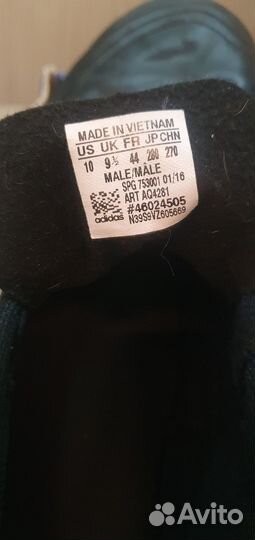 MADE IN VIETNAM
US UK FR JP CHN
10 9½ 44 280 270
MALE/MÂLE
SPG 753001 01/16
ART AQ4281
#46024505
N39S9VZ605669
adidas
Avito